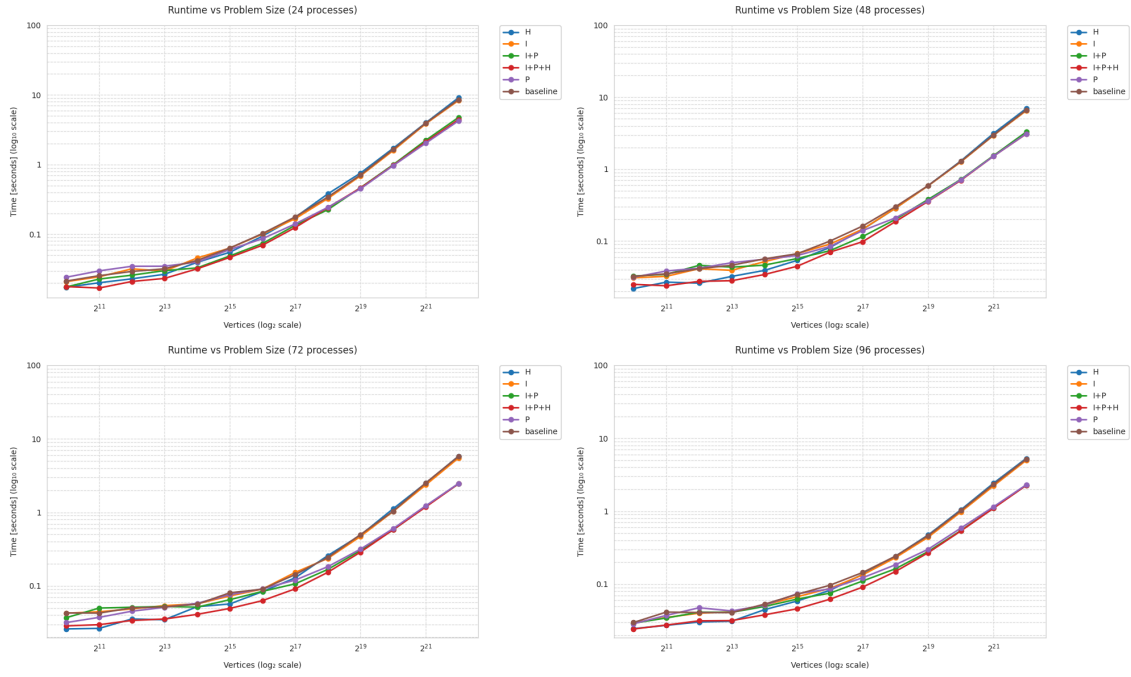 Runtime vs Problem Size (24 processes)
Time [seconds] (log₁₀ scale)
100
10
1
0.1
2¹¹
2¹³
2¹⁵
2¹⁷
2¹⁹
2²¹
Vertices (log₂ scale)
H
I
I+P
I+P+H
P
baseline
Runtime vs Problem Size (48 processes)
Time [seconds] (log₁₀ scale)
100
10
1
0.1
2¹¹
2¹³
2¹⁵
2¹⁷
2¹⁹
2²¹
Vertices (log₂ scale)
H
I
I+P
I+P+H
P
baseline
Runtime vs Problem Size (72 processes)
Time [seconds] (log₁₀ scale)
100
10
1
0.1
2¹¹
2¹³
2¹⁵
2¹⁷
2¹⁹
2²¹
Vertices (log₂ scale)
H
I
I+P
I+P+H
P
baseline
Runtime vs Problem Size (96 processes)
Time [seconds] (log₁₀ scale)
100
10
1
0.1
2¹¹
2¹³
2¹⁵
2¹⁷
2¹⁹
2²¹
Vertices (log₂ scale)
H
I
I+P
I+P+H
P
baseline